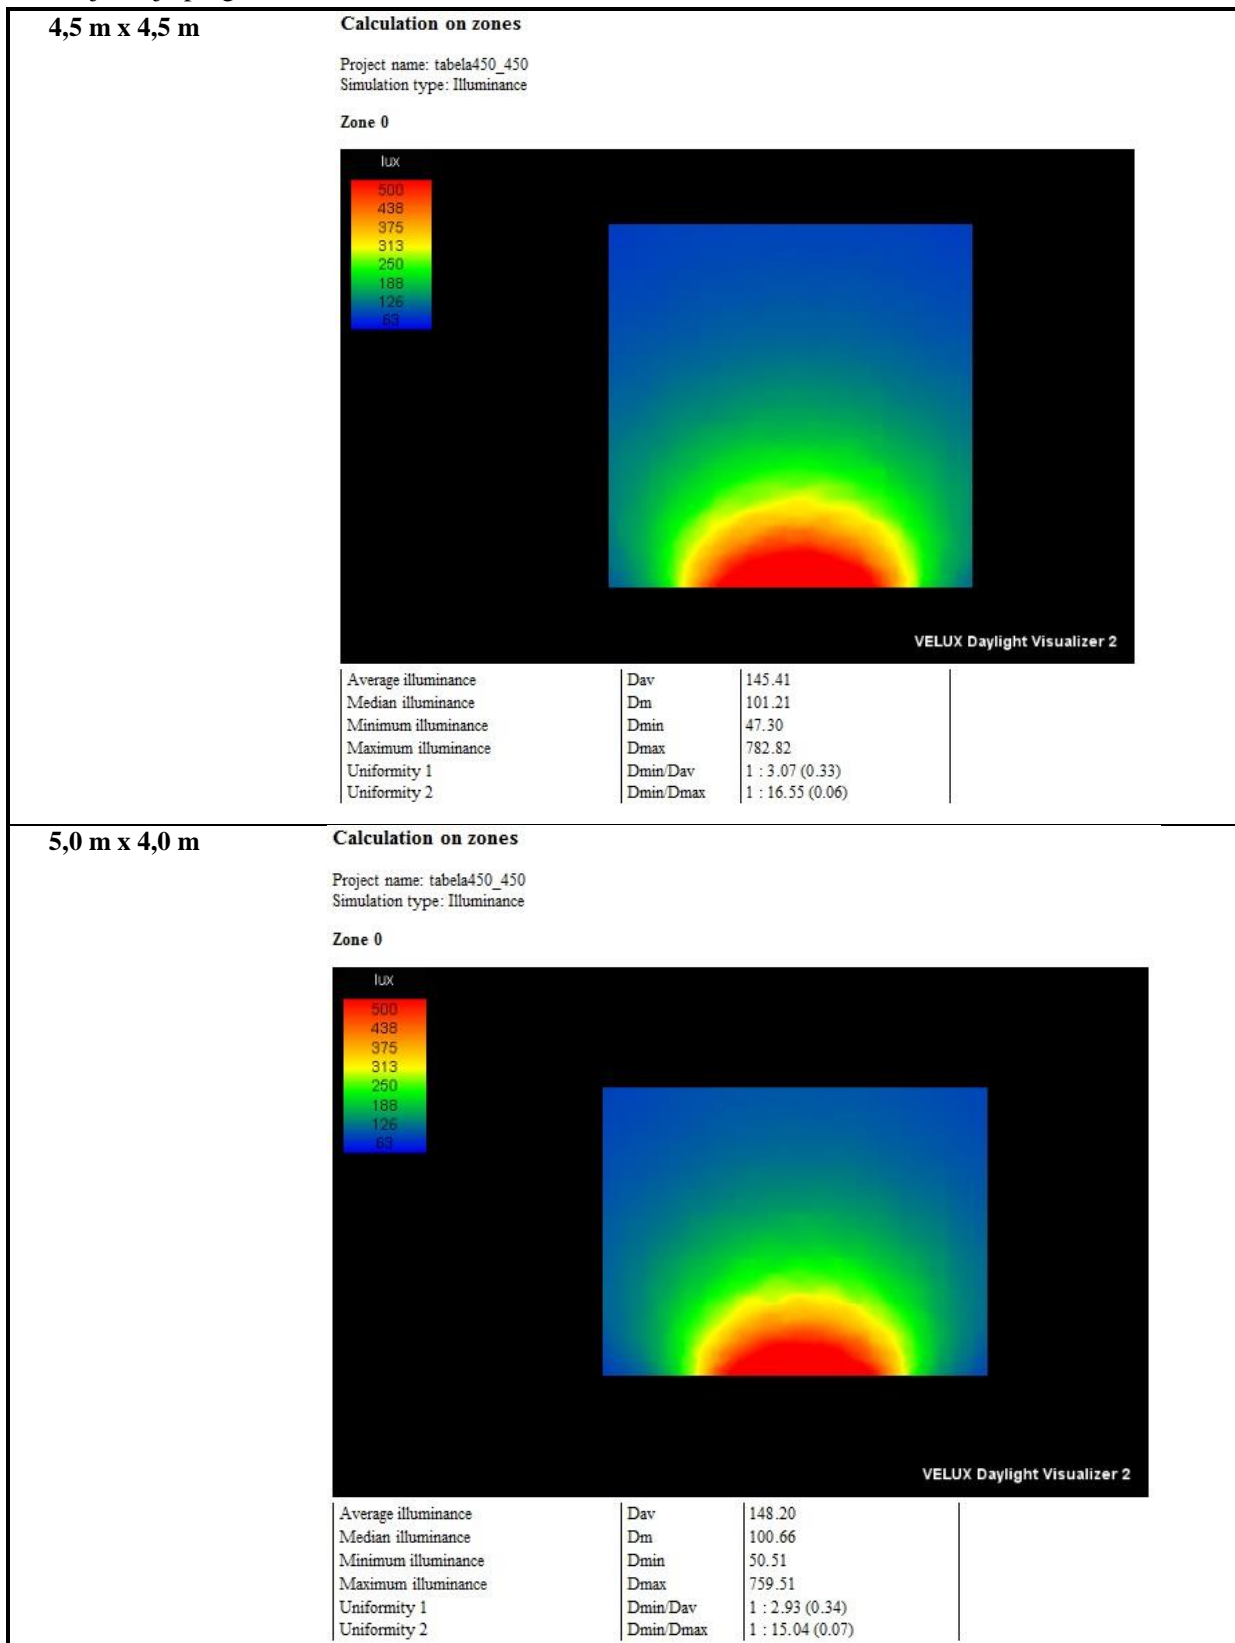 4,5 m x 4,5 m
Calculation on zones
Project name: tabela450_450
Simulation type: Illuminance
Zone 0
lux
500
438
375
313
250
188
126
63
VELUX Daylight Visualizer 2
Average illuminance Dav 145.41
Median illuminance Dm 101.21
Minimum illuminance Dmin 47.30
Maximum illuminance Dmax 782.82
Uniformity 1 Dmin/Dav 1 : 3.07 (0.33)
Uniformity 2 Dmin/Dmax 1 : 16.55 (0.06)
5,0 m x 4,0 m
Calculation on zones
Project name: tabela450_450
Simulation type: Illuminance
Zone 0
lux
500
438
375
313
250
188
126
63
VELUX Daylight Visualizer 2
Average illuminance Dav 148.20
Median illuminance Dm 100.66
Minimum illuminance Dmin 50.51
Maximum illuminance Dmax 759.51
Uniformity 1 Dmin/Dav 1 : 2.93 (0.34)
Uniformity 2 Dmin/Dmax 1 : 15.04 (0.07)